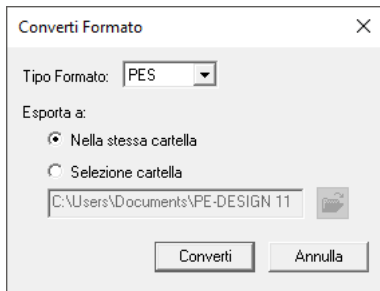 Converti Formato
Tipo Formato: PES
Esporta a:
Nella stessa cartella
Selezione cartella
C:\Users\Documents\PE-DESIGN 11
Converti Annulla